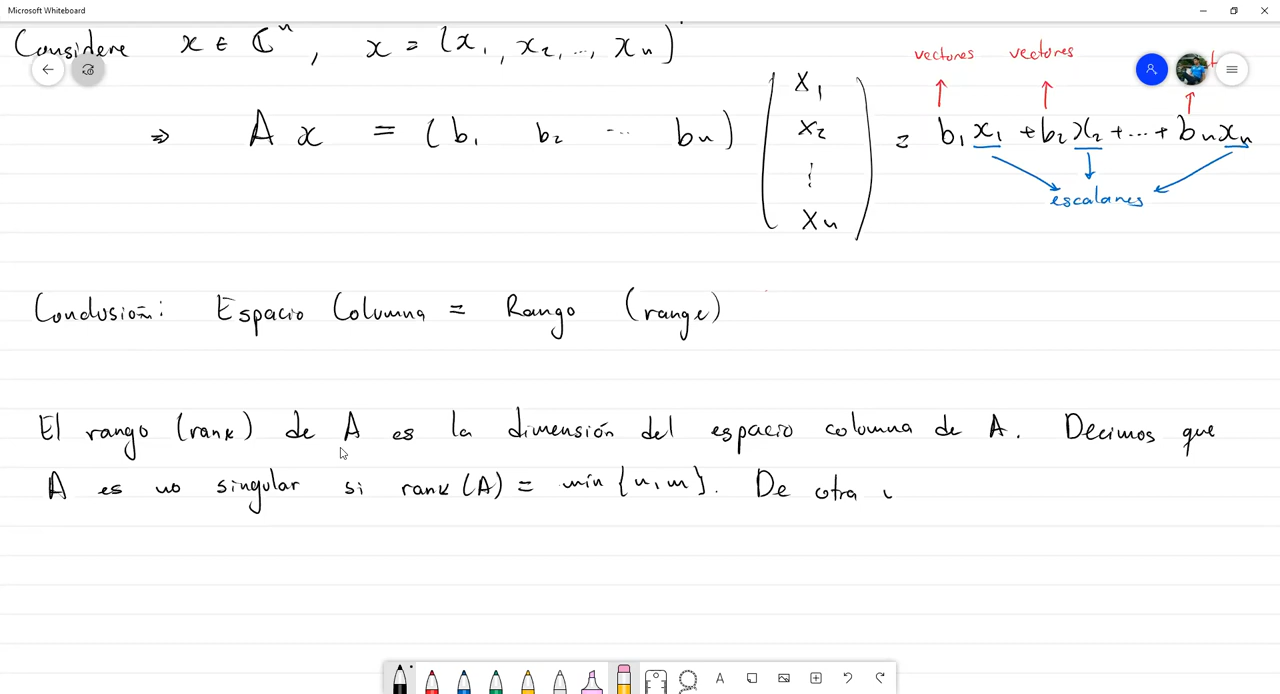 Microsoft Whiteboard
Considere x ∈ ℂⁿ, x = (x₁, x₂, ..., xₙ)
vectores vectores
⇒ A x = (b₁ b₂ ... bₙ) (x₁ x₂ ⋮ xₙ) = b₁x₁ + b₂x₂ + ... + bₙxₙ
escalares
Conclusión: Espacio Columna = Rango (range)
El rango (rank) de A es la dimensión del espacio columna de A. Decimos que
A es no singular si rank(A) = mín {n, m}. De otra
A